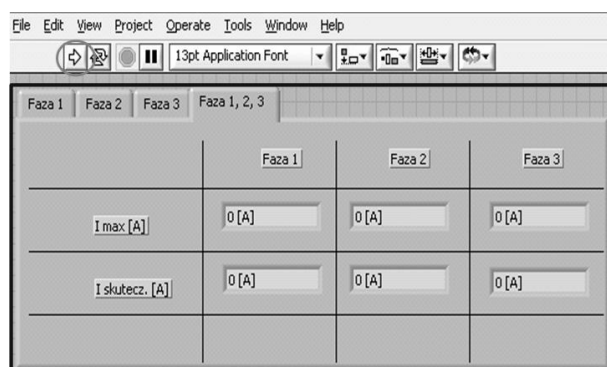 File Edit View Project Operate Tools Window Help
13pt Application Font
Faza 1 Faza 2 Faza 3 Faza 1, 2, 3
Faza 1 Faza 2 Faza 3
I max [A] 0 [A] 0 [A] 0 [A]
I skutecz. [A] 0 [A] 0 [A] 0 [A]